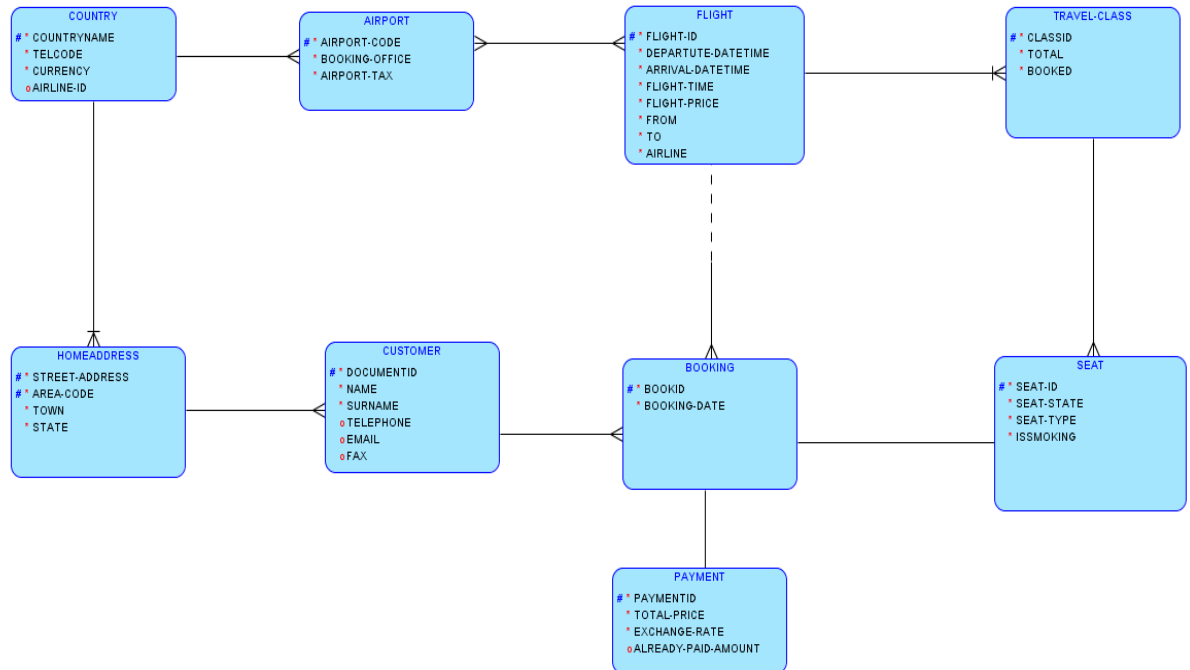 COUNTRY
# * COUNTRYNAME
* TELCODE
* CURRENCY
o AIRLINE-ID
AIRPORT
# * AIRPORT-CODE
* BOOKING-OFFICE
* AIRPORT-TAX
FLIGHT
# * FLIGHT-ID
* DEPARTUTE-DATETIME
* ARRIVAL-DATETIME
* FLIGHT-TIME
* FLIGHT-PRICE
* FROM
* TO
* AIRLINE
TRAVEL-CLASS
# * CLASSID
* TOTAL
* BOOKED
HOMEADDRESS
# * STREET-ADDRESS
# * AREA-CODE
* TOWN
* STATE
CUSTOMER
# * DOCUMENTID
* NAME
* SURNAME
o TELEPHONE
o EMAIL
o FAX
BOOKING
# * BOOKID
* BOOKING-DATE
SEAT
# * SEAT-ID
* SEAT-STATE
* SEAT-TYPE
* ISSMOKING
PAYMENT
# * PAYMENTID
* TOTAL-PRICE
* EXCHANGE-RATE
o ALREADY-PAID-AMOUNT